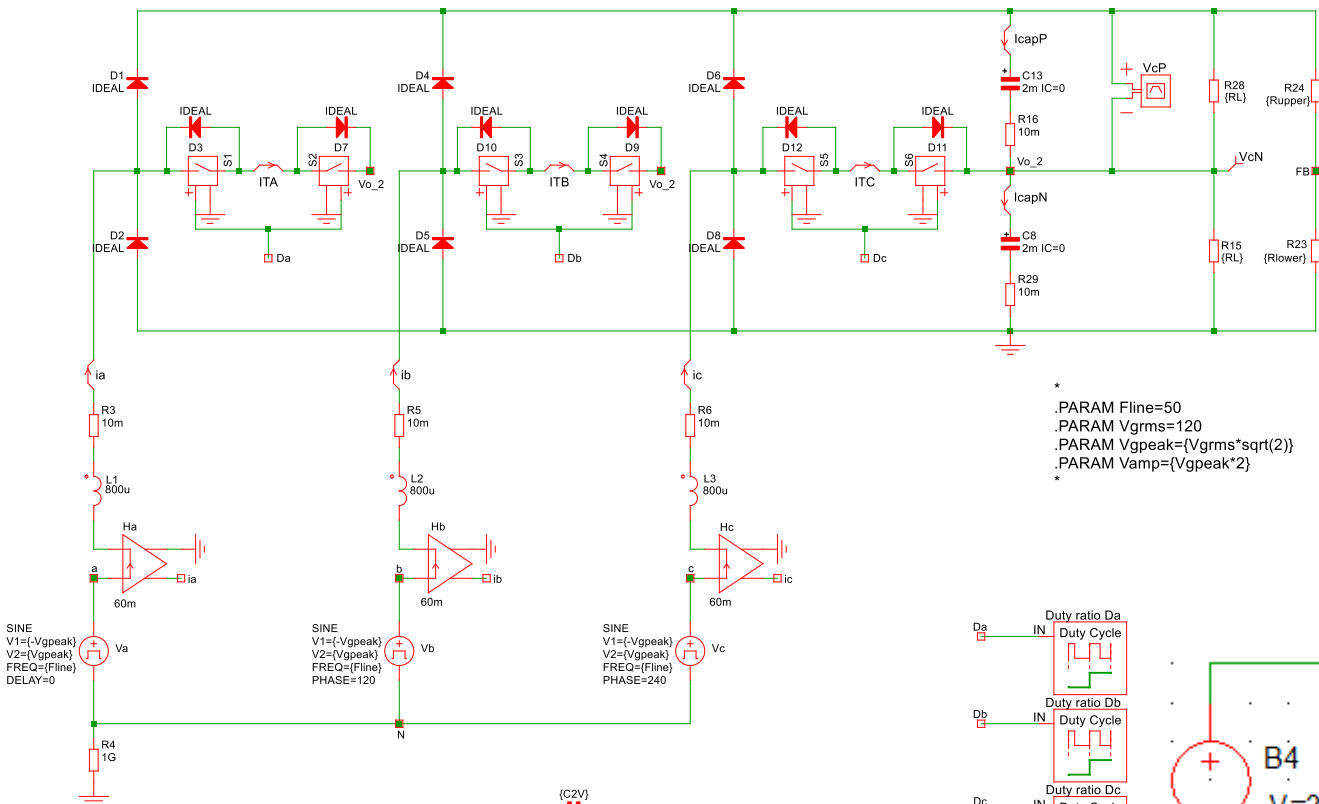 IcapP
D1
IDEAL
D4
IDEAL
D6
IDEAL
+
C13
2m IC=0
VcP
+
−
R28
{RL}
R24
{Rupper}
IDEAL
IDEAL
IDEAL
IDEAL
IDEAL
IDEAL
R16
10m
D3
S1
S2
D7
D10
S3
S4
D9
D12
S5
S6
D11
Vo_2
VcN
FB
+
ITA
+
Vo_2
+
ITB
+
Vo_2
+
ITC
+
IcapN
D2
IDEAL
D5
IDEAL
D8
IDEAL
+
C8
2m IC=0
R15
{RL}
R23
{Rlower}
Da
Db
Dc
R29
10m
ia
ib
ic
R3
10m
R5
10m
R6
10m
*
.PARAM Fline=50
.PARAM Vgrms=120
.PARAM Vgpeak={Vgrms*sqrt(2)}
.PARAM Vamp={Vgpeak*2}
*
L1
800u
L2
800u
L3
800u
Ha
Hb
Hc
a
ia
b
ib
c
ic
60m
60m
60m
SINE
V1={-Vgpeak}
V2={Vgpeak}
FREQ={Fline}
DELAY=0
+
Va
SINE
V1={-Vgpeak}
V2={Vgpeak}
FREQ={Fline}
PHASE=120
+
Vb
SINE
V1={-Vgpeak}
V2={Vgpeak}
FREQ={Fline}
PHASE=240
+
Vc
N
R4
1G
{C2V}
Duty ratio Da
Da
IN
Duty Cycle
Duty ratio Db
Db
IN
Duty Cycle
Duty ratio Dc
Dc
IN
Duty Cycle
+
B4